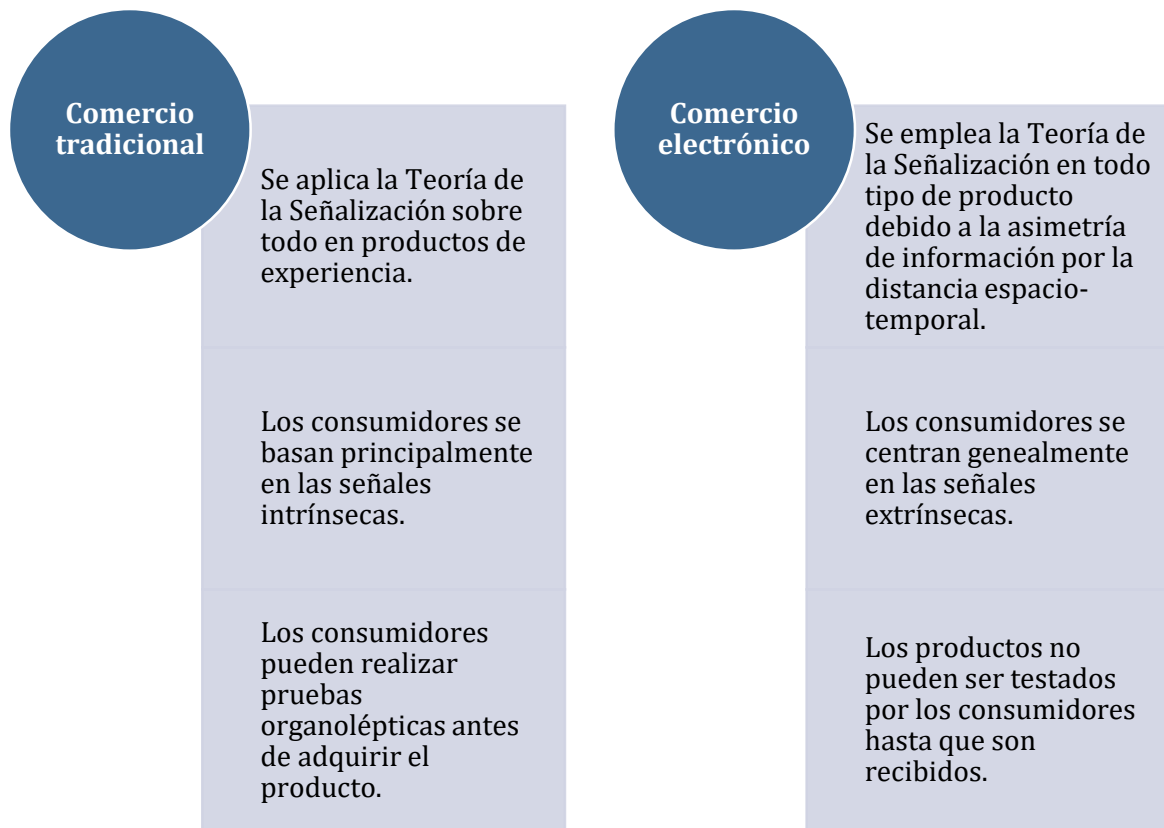 Comercio
tradicional
Se aplica la Teoría de
la Señalización sobre
todo en productos de
experiencia.
Los consumidores se
basan principalmente
en las señales
intrínsecas.
Los consumidores
pueden realizar
pruebas
organolépticas antes
de adquirir el
producto.
Comercio
electrónico
Se emplea la Teoría de
la Señalización en todo
tipo de producto
debido a la asimetría
de información por la
distancia espacio-
temporal.
Los consumidores se
centran genealmente
en las señales
extrínsecas.
Los productos no
pueden ser testados
por los consumidores
hasta que son
recibidos.